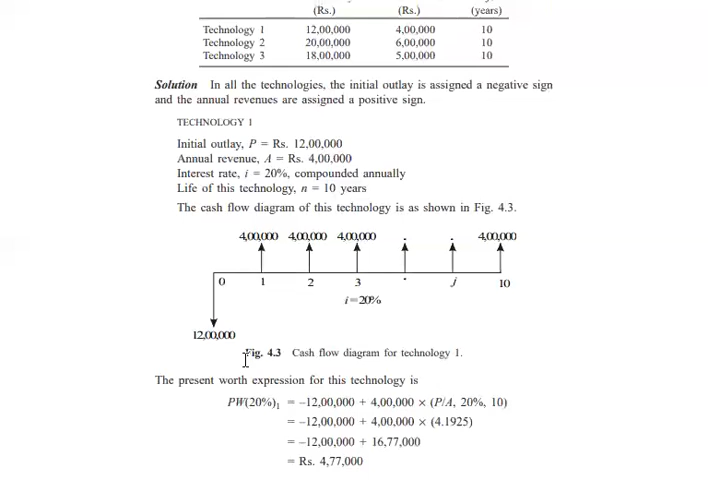 (Rs.) (Rs.) (years)
Technology 1 12,00,000 4,00,000 10
Technology 2 20,00,000 6,00,000 10
Technology 3 18,00,000 5,00,000 10
Solution In all the technologies, the initial outlay is assigned a negative sign
and the annual revenues are assigned a positive sign.
TECHNOLOGY 1
Initial outlay, P = Rs. 12,00,000
Annual revenue, A = Rs. 4,00,000
Interest rate, i = 20%, compounded annually
Life of this technology, n = 10 years
The cash flow diagram of this technology is as shown in Fig. 4.3.
4,00,000 4,00,000 4,00,000 . . 4,00,000
0 1 2 3 . j 10
i=20%
12,00,000
Fig. 4.3 Cash flow diagram for technology 1.
The present worth expression for this technology is
PW(20%)₁ = –12,00,000 + 4,00,000 × (P/A, 20%, 10)
= –12,00,000 + 4,00,000 × (4.1925)
= –12,00,000 + 16,77,000
= Rs. 4,77,000